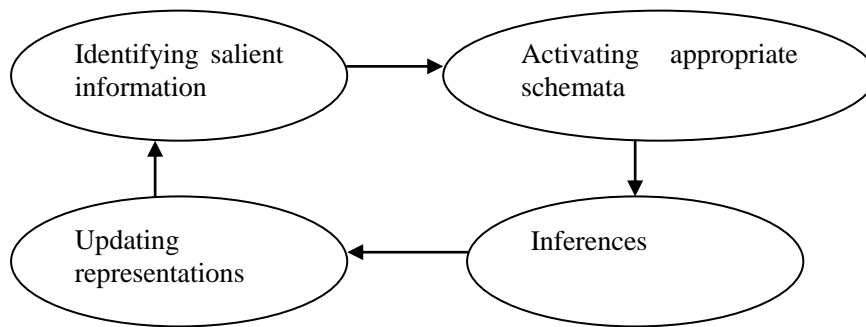 Identifying salient
information
Activating appropriate
schemata
Updating
representations
Inferences